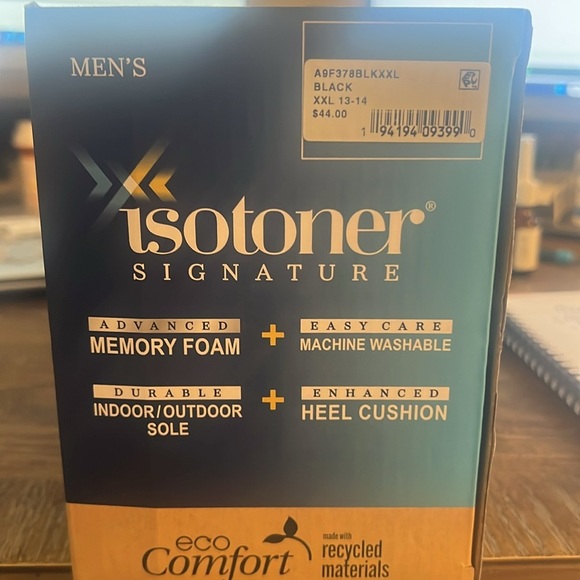 MEN'S
A9F378BLKXXL
BLACK
XXL 13-14
$44.00
1 94194 09399 0
isotoner®
SIGNATURE
ADVANCED
MEMORY FOAM
+
EASY CARE
MACHINE WASHABLE
DURABLE
INDOOR/OUTDOOR
SOLE
+
ENHANCED
HEEL CUSHION
eco
Comfort
made with
recycled
materials